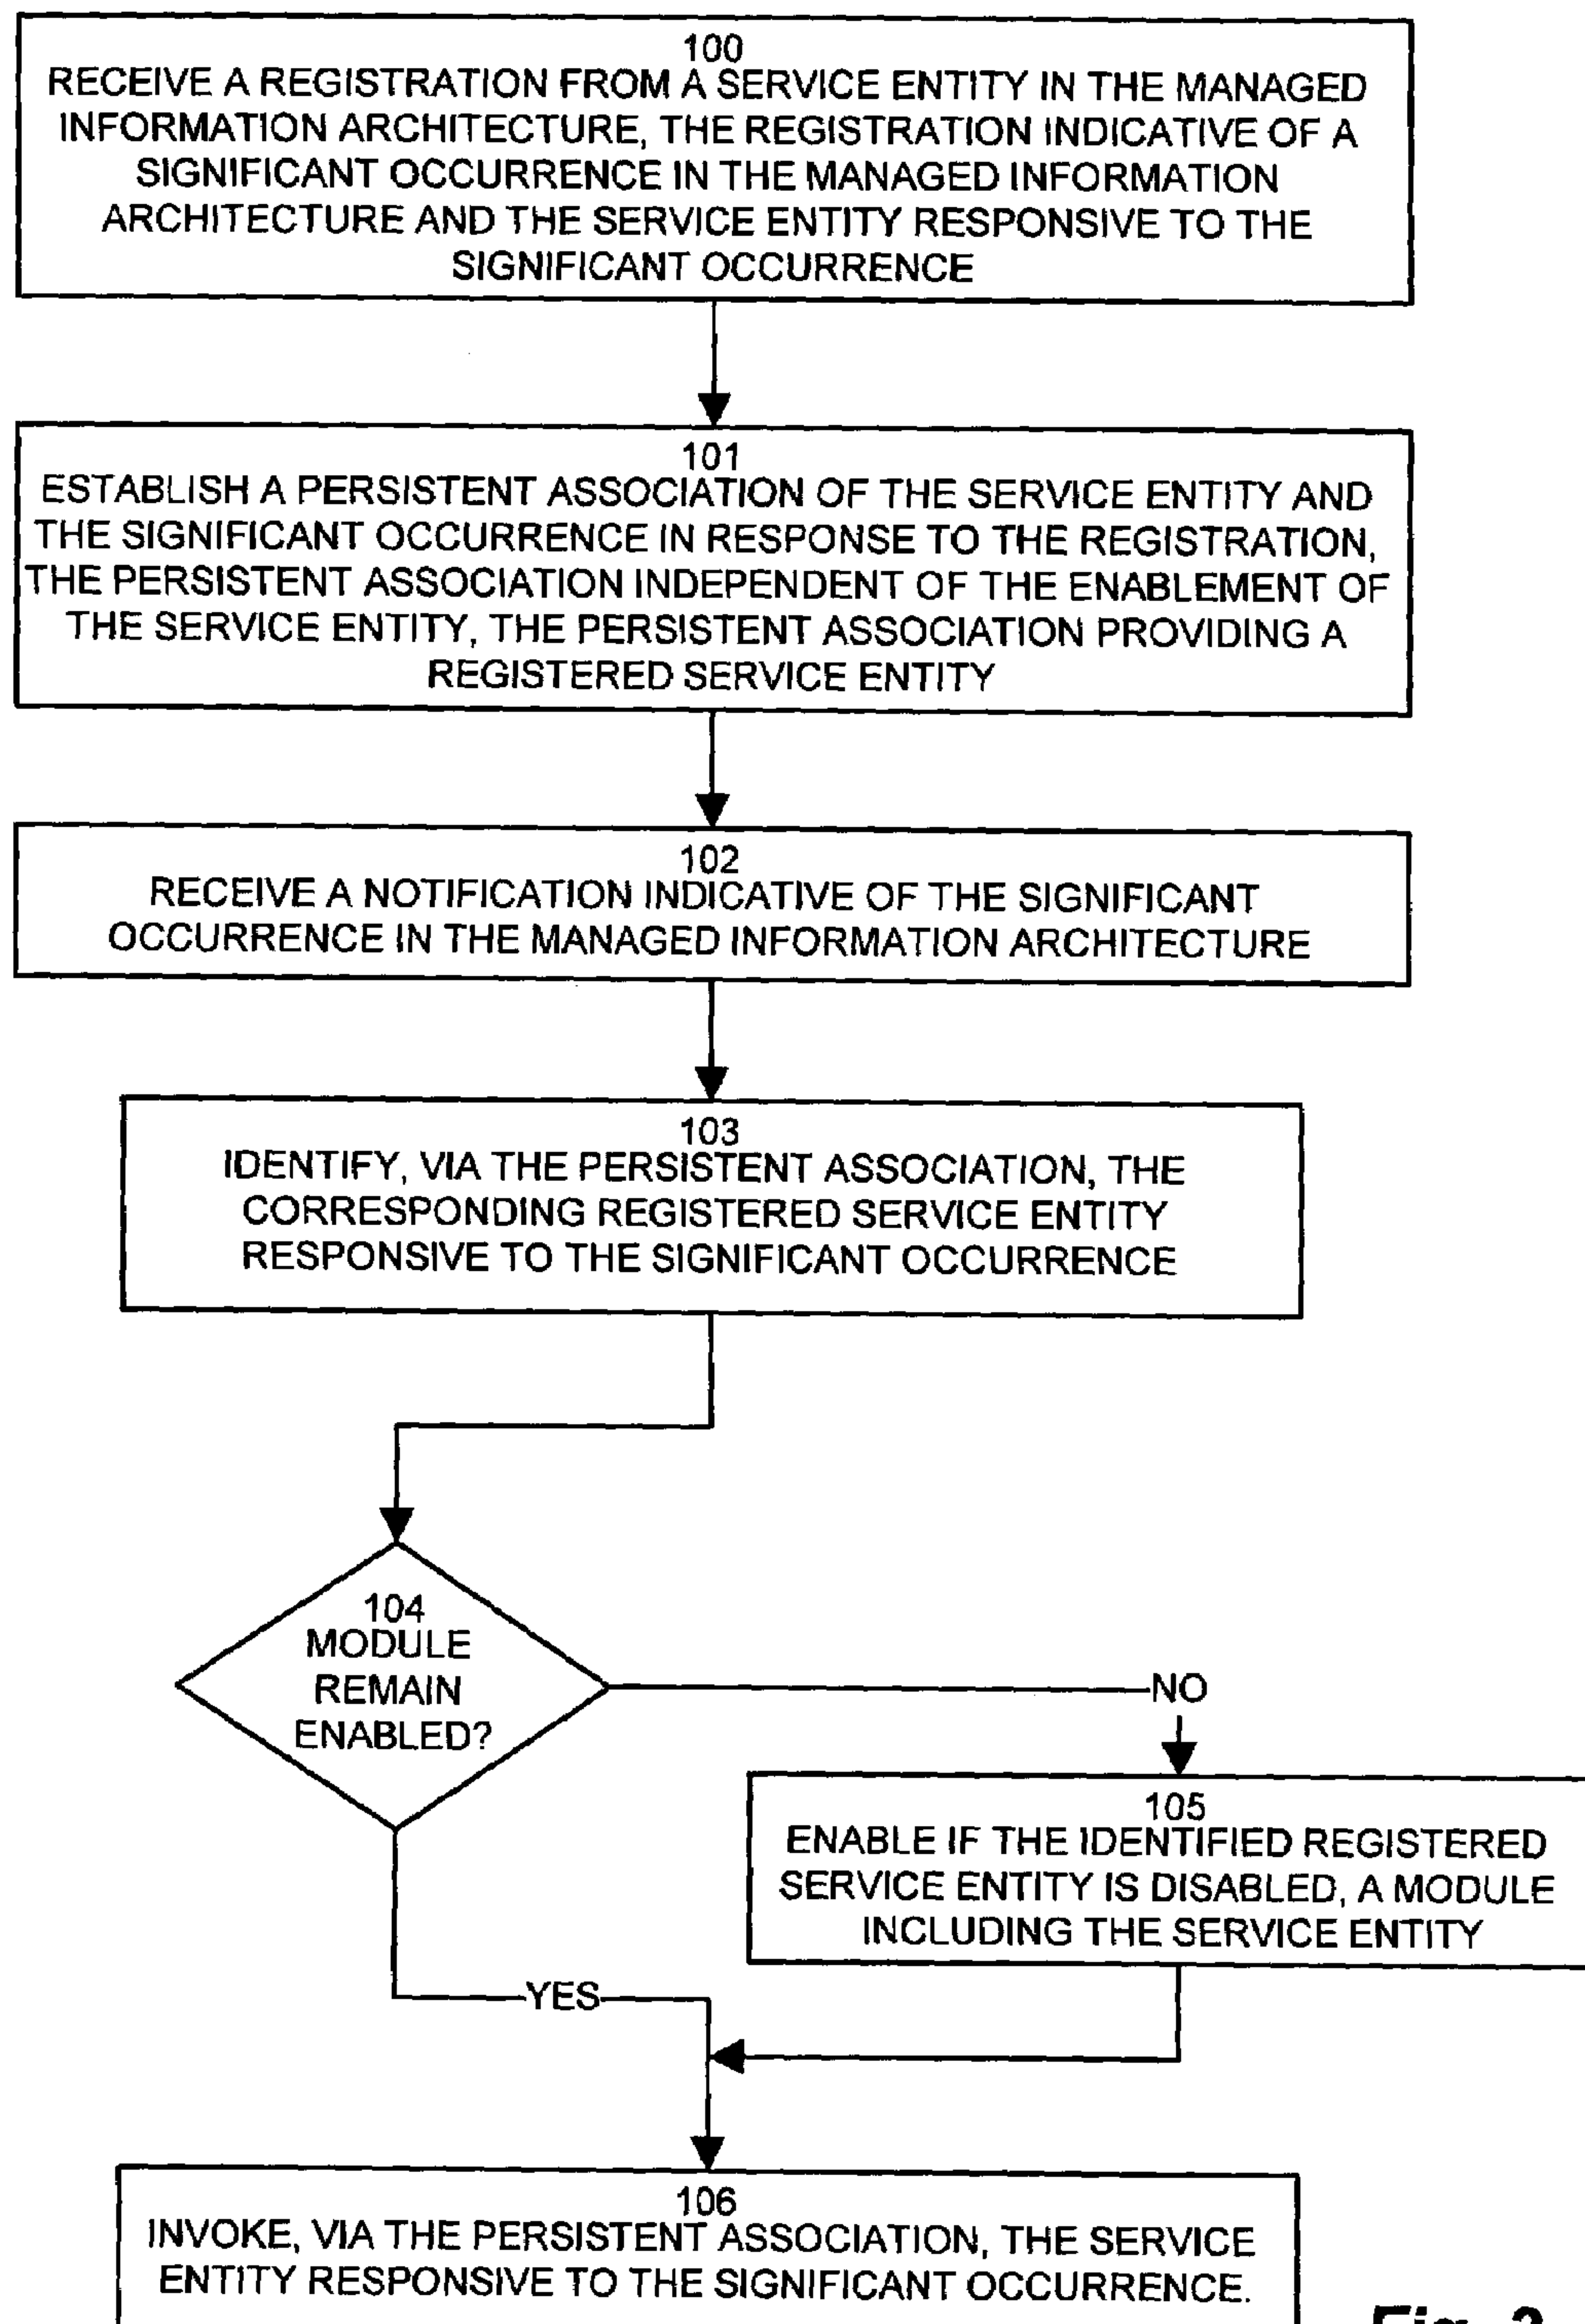 100
RECEIVE A REGISTRATION FROM A SERVICE ENTITY IN THE MANAGED
INFORMATION ARCHITECTURE, THE REGISTRATION INDICATIVE OF A
SIGNIFICANT OCCURRENCE IN THE MANAGED INFORMATION
ARCHITECTURE AND THE SERVICE ENTITY RESPONSIVE TO THE
SIGNIFICANT OCCURRENCE
101
ESTABLISH A PERSISTENT ASSOCIATION OF THE SERVICE ENTITY AND
THE SIGNIFICANT OCCURRENCE IN RESPONSE TO THE REGISTRATION,
THE PERSISTENT ASSOCIATION INDEPENDENT OF THE ENABLEMENT OF
THE SERVICE ENTITY, THE PERSISTENT ASSOCIATION PROVIDING A
REGISTERED SERVICE ENTITY
102
RECEIVE A NOTIFICATION INDICATIVE OF THE SIGNIFICANT
OCCURRENCE IN THE MANAGED INFORMATION ARCHITECTURE
103
IDENTIFY, VIA THE PERSISTENT ASSOCIATION, THE
CORRESPONDING REGISTERED SERVICE ENTITY
RESPONSIVE TO THE SIGNIFICANT OCCURRENCE
104
MODULE
REMAIN
ENABLED?
NO
105
ENABLE IF THE IDENTIFIED REGISTERED
SERVICE ENTITY IS DISABLED, A MODULE
INCLUDING THE SERVICE ENTITY
YES
106
INVOKE, VIA THE PERSISTENT ASSOCIATION, THE SERVICE
ENTITY RESPONSIVE TO THE SIGNIFICANT OCCURRENCE.